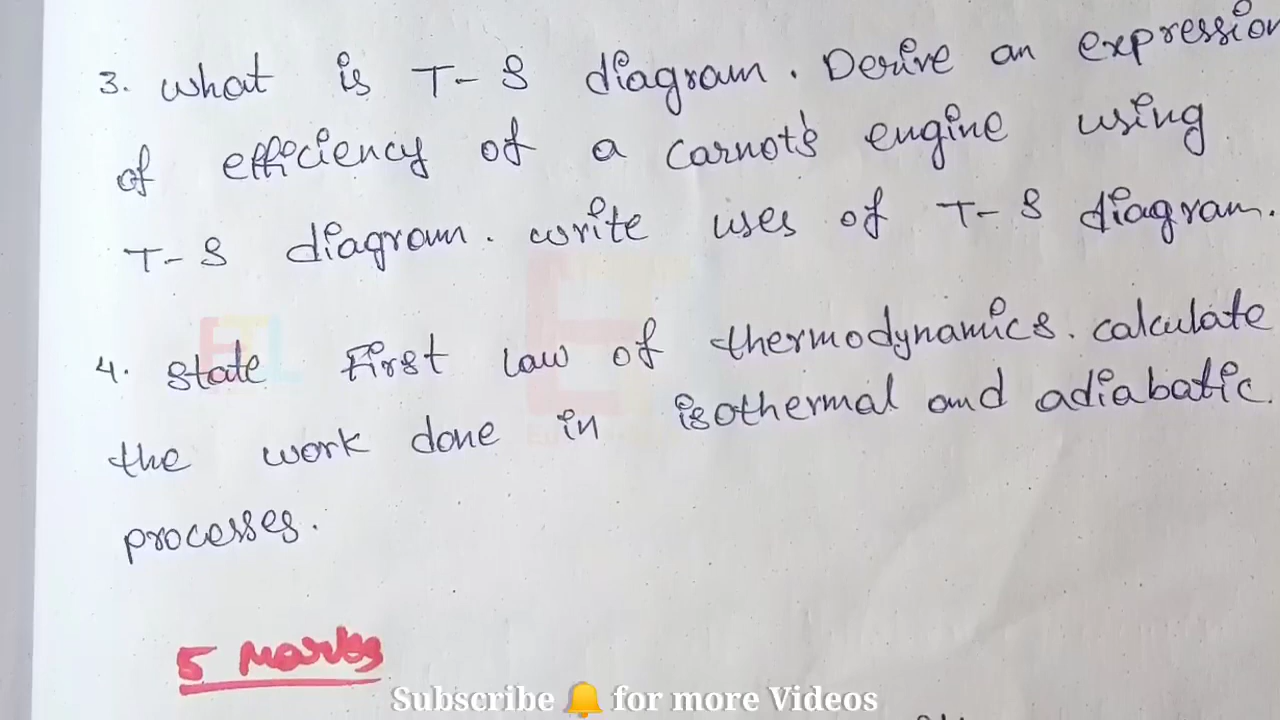 3. What is T-S diagram. Derive an expression
of efficiency of a Carnot's engine using
T-S diagram. write uses of T-S diagram.
4. State First law of thermodynamics. calculate
the work done in isothermal and adiabatic.
processes.
5 Marks
Subscribe 🔔 for more Videos